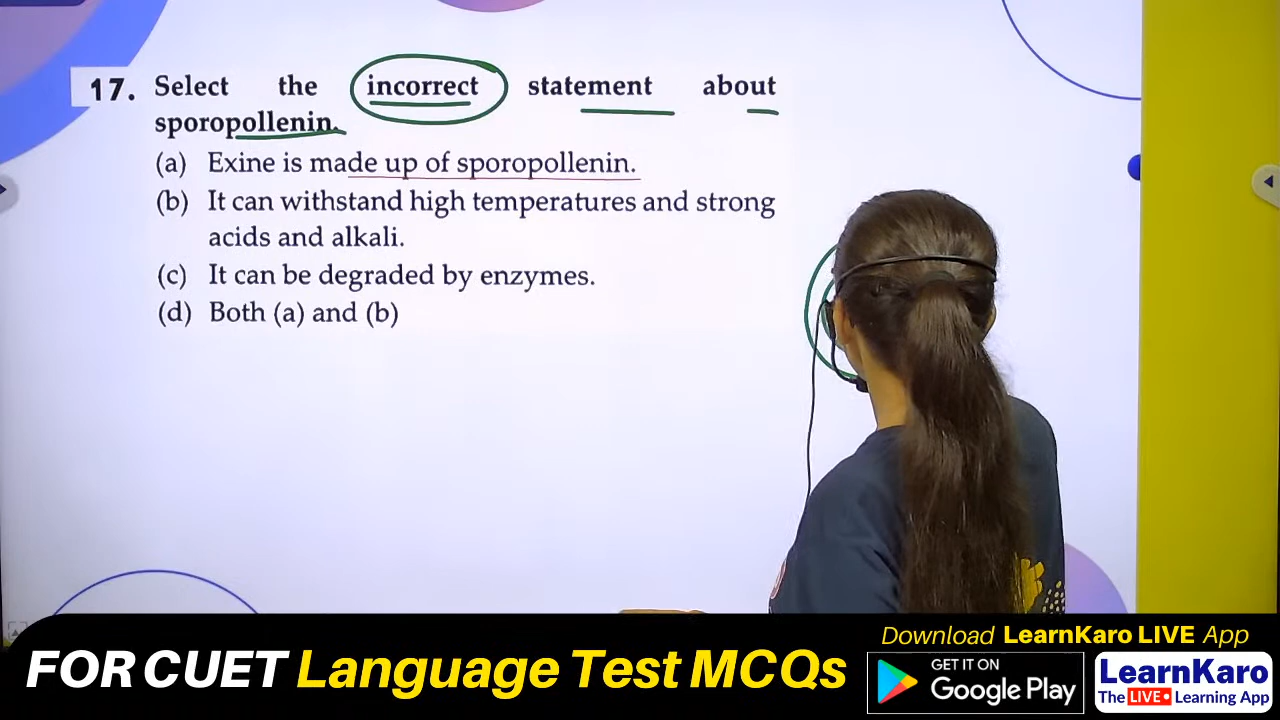 17. Select the incorrect statement about
sporopollenin.
(a) Exine is made up of sporopollenin.
(b) It can withstand high temperatures and strong
acids and alkali.
(c) It can be degraded by enzymes.
(d) Both (a) and (b)
FOR CUET Language Test MCQs
Download LearnKaro LIVE App
GET IT ON
Google Play
LearnKaro
The LIVE Learning App